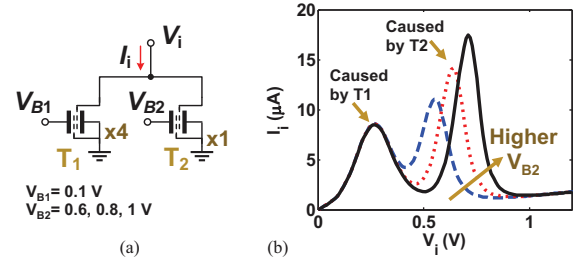 V_i
I_i
V_B1
V_B2
x4
x1
T_1
T_2
V_B1= 0.1 V
V_B2= 0.6, 0.8, 1 V
(a)
20
15
10
5
0
I_i (µA)
Caused
by T1
Caused
by T2
Higher
V_B2
0
0.5
1
V_i (V)
(b)